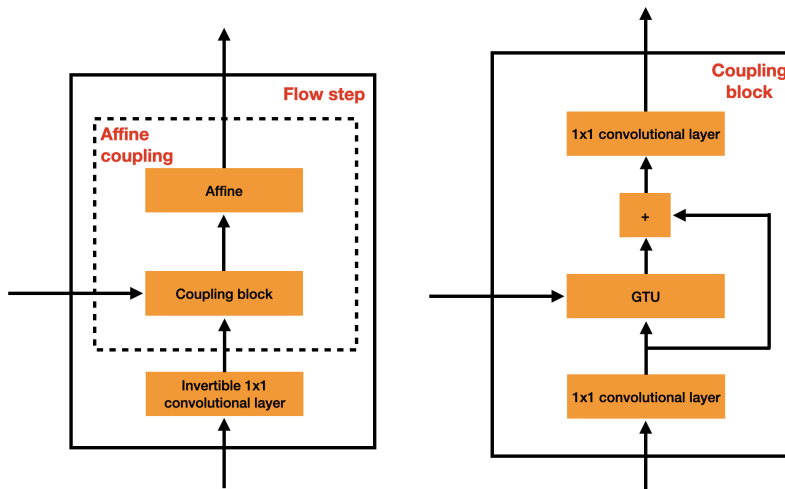 Flow step
Affine
coupling
Affine
Coupling block
Invertible 1x1
convolutional layer
Coupling
block
1x1 convolutional layer
+
GTU
1x1 convolutional layer